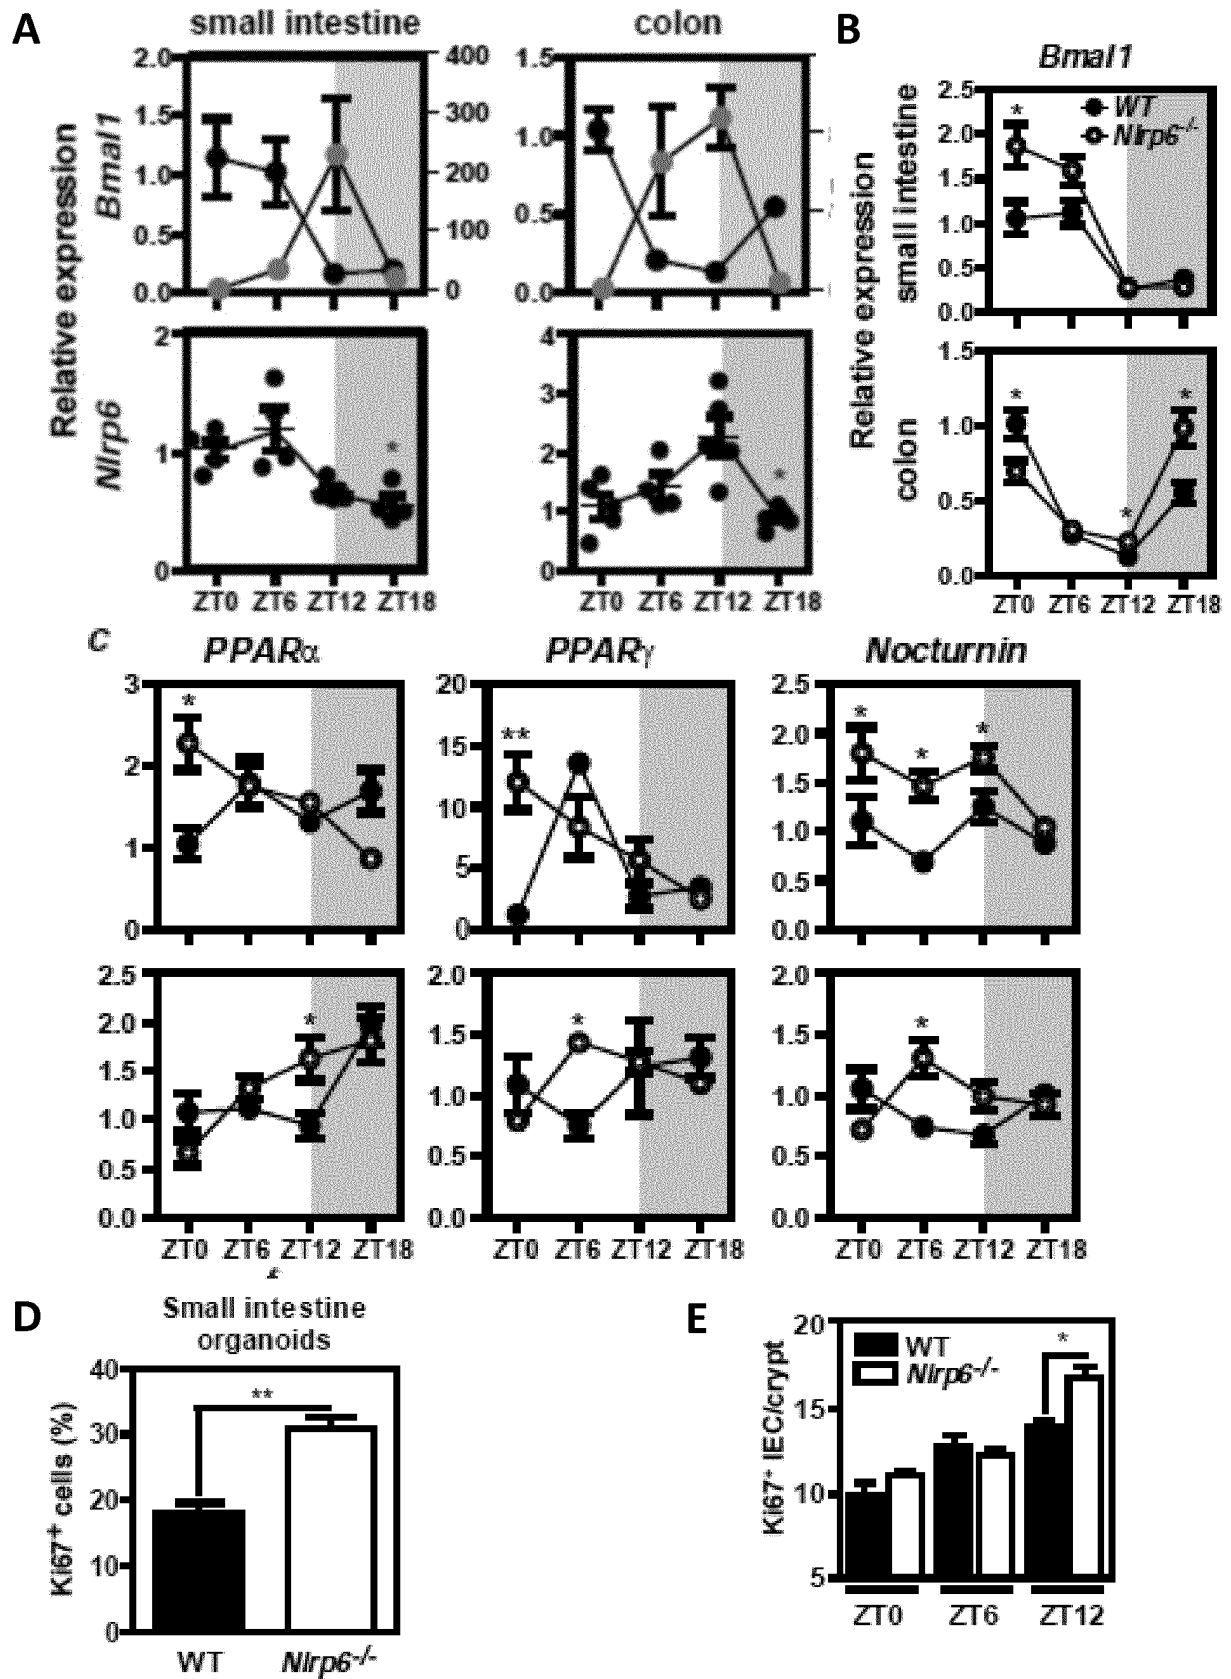 A
small intestine
colon
Relative expression
Bmal1
2.0
1.5
1.0
0.5
0.0
400
300
200
100
0
1.5
1.0
0.5
0.0
Nlrp6
2
1
0
4
3
2
1
0
*
*
ZT0 ZT6 ZT12 ZT18
ZT0 ZT6 ZT12 ZT18
B
Bmal1
Relative expression
small intestine
2.5
2.0
1.5
1.0
0.5
0.0
*
WT
Nlrp6-/-
colon
1.5
1.0
0.5
0.0
* * *
ZT0 ZT6 ZT12 ZT18
C
PPARα
PPARγ
Nocturnin
3
2
1
0
*
20
15
10
5
0
**
2.5
2.0
1.5
1.0
0.5
0.0
* * *
2.5
2.0
1.5
1.0
0.5
0.0
*
2.0
1.5
1.0
0.5
0.0
*
2.0
1.5
1.0
0.5
0.0
*
ZT0 ZT6 ZT12 ZT18
ZT0 ZT6 ZT12 ZT18
ZT0 ZT6 ZT12 ZT18
D
Small intestine
organoids
Ki67+ cells (%)
40
30
20
10
0
**
WT
Nlrp6-/-
E
Ki67+ IEC/crypt
20
15
10
5
WT
Nlrp6-/-
*
ZT0
ZT6
ZT12